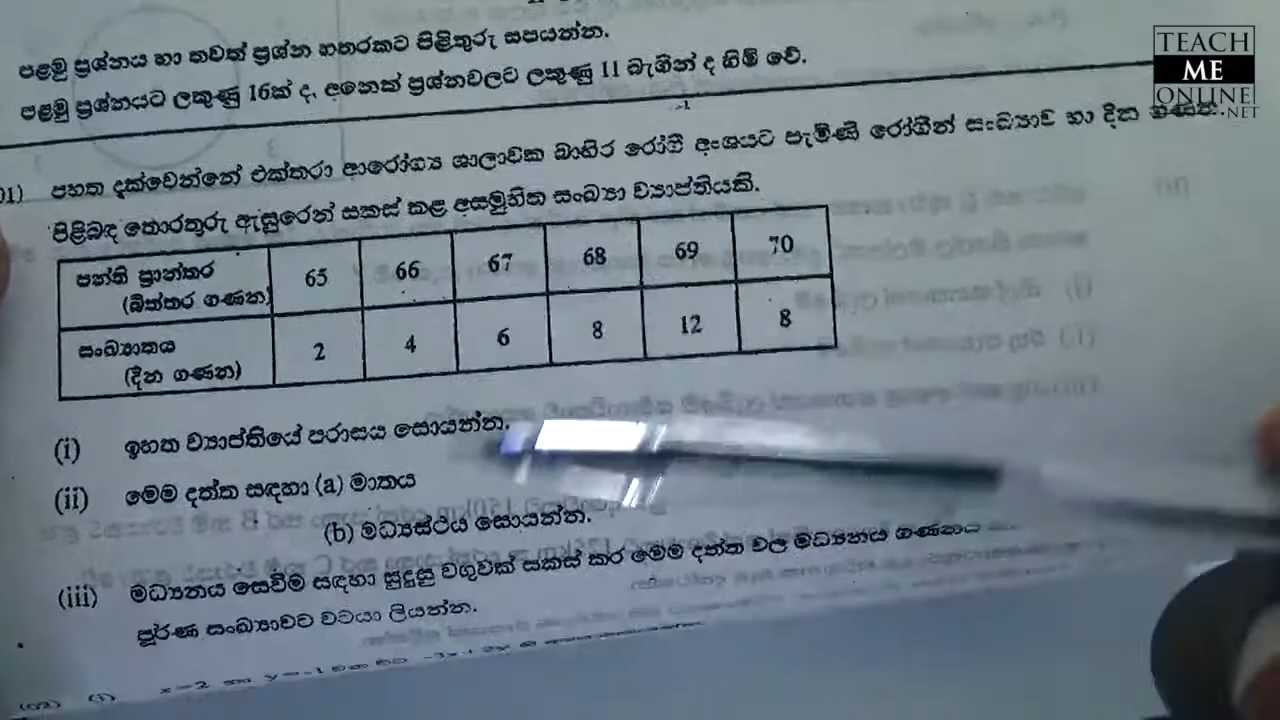 පළමු ප්‍රශ්නය හා තවත් ප්‍රශ්න හතරකට පිළිතුරු සපයන්න.
පළමු ප්‍රශ්නයට ලකුණු 16ක් ද, අනෙක් ප්‍රශ්නවලට ලකුණු 11 බැගින් ද හිමි වේ.
TEACH
ME
ONLINE
.NET
01) පහත දැක්වෙන්නේ එක්තරා ආරෝග්‍ය ශාලාවක බාහිර රෝගී අංශයට පැමිණි රෝගීන් සංඛ්‍යාව හා දින ගණන
පිළිබඳ තොරතුරු ඇසුරෙන් සකස් කළ අසමූහිත සංඛ්‍යා ව්‍යාප්තියකි.
පන්ති ප්‍රාන්තර 65 66 67 68 69 70
(බිත්තර ගණන)
සංඛ්‍යාතය 2 4 6 8 12 8
(දින ගණන)
(i) ඉහත ව්‍යාප්තියේ පරාසය සොයන්න.
(ii) මෙම දත්ත සඳහා (a) මාතය
(b) මධ්‍යස්ථය සොයන්න.
(iii) මධ්‍යනය සෙවීම සඳහා සුදුසු වගුවක් සකස් කර මෙම දත්ත වල මධ්‍යනය ගණනය
පූර්ණ සංඛ්‍යාවට වටයා ලියන්න.
(02) (i) x=2